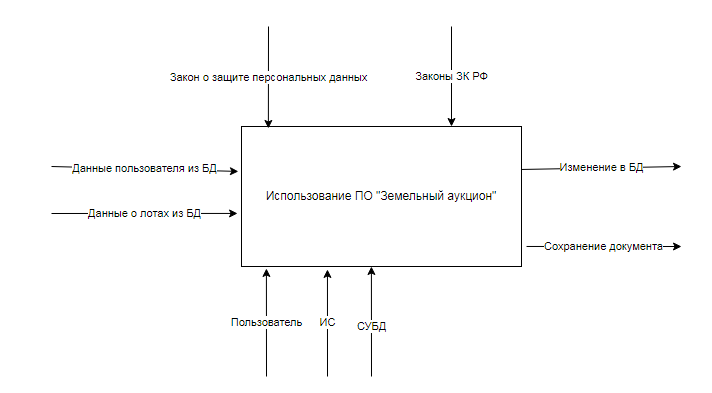 Закон о защите персональных данных
Законы ЗК РФ
Данные пользователя из БД
Изменение в БД
Использование ПО "Земельный аукцион"
Данные о лотах из БД
Сохранение документа
Пользователь
ИС
СУБД